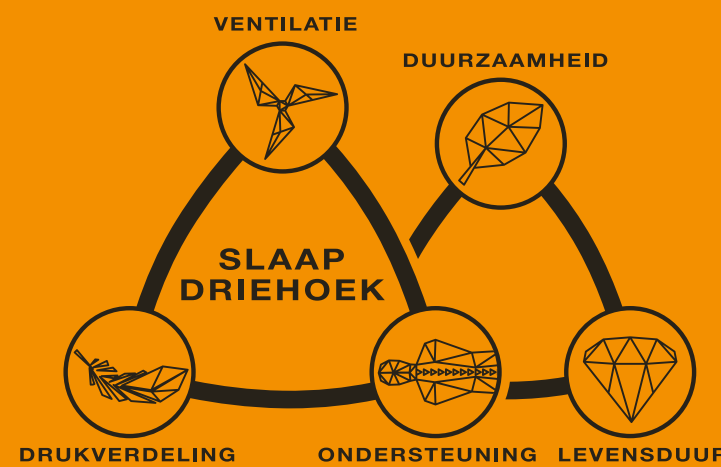 VENTILATIE
DUURZAAMHEID
SLAAP
DRIEHOEK
DRUKVERDELING
ONDERSTEUNING
LEVENSDUUR